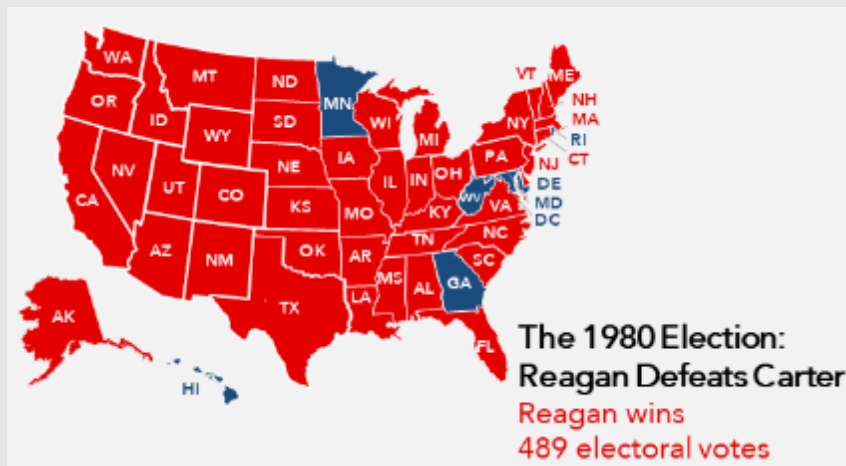 WA
MT
ND
MN
VT
ME
OR
ID
SD
WI
NH
MA
WY
MI
NY
RI
NV
NE
IA
PA
CT
CA
UT
CO
IL
IN
OH
NJ
DE
KS
MO
KY
WV
VA
MD
DC
AZ
NM
OK
AR
TN
NC
SC
TX
LA
MS
AL
GA
AK
FL
HI
The 1980 Election:
Reagan Defeats Carter
Reagan wins
489 electoral votes